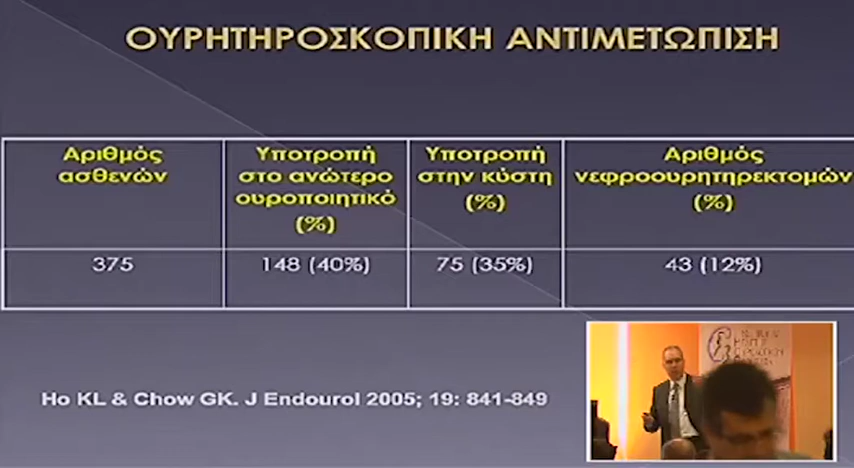 ΟΥΡΗΤΗΡΟΣΚΟΠΙΚΗ ΑΝΤΙΜΕΤΩΠΙΣΗ
Αριθμός
ασθενών
Υποτροπή
στο ανώτερο
ουροποιητικό
(%)
Υποτροπή
στην κύστη
(%)
Αριθμός
νεφροουρητηρεκτομών
(%)
375
148 (40%)
75 (35%)
43 (12%)
Ho KL & Chow GK. J Endourol 2005; 19: 841-849